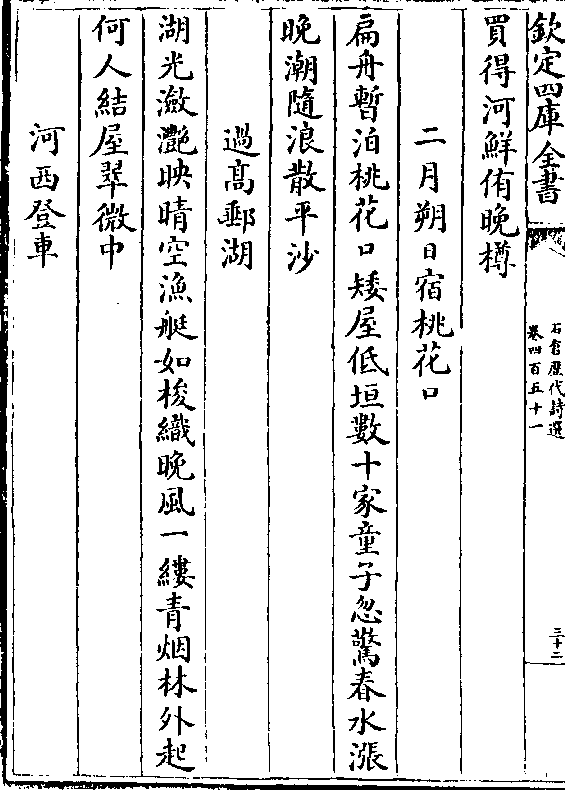 欽定四庫全書
石倉歷代詩選
卷四百五十一
三十二
買得河鮮侑晚樽
二月朔日宿桃花口
扁舟暫泊桃花口矮屋低垣數十家童子忽驚春水漲
晚潮隨浪散平沙
過高郵湖
湖光瀲灧映晴空漁艇如梭織晚風一縷青烟林外起
何人結屋翠微中
河西登車